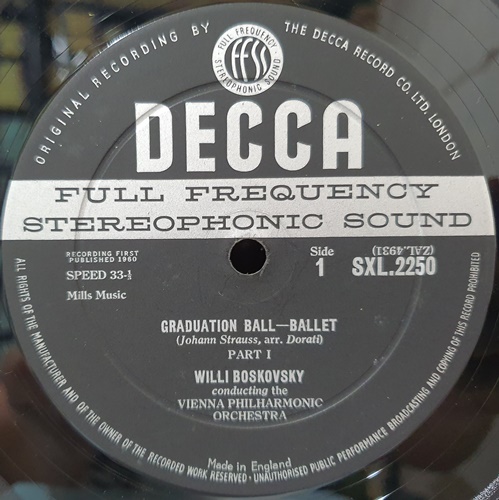 ORIGINAL RECORDING BY THE DECCA RECORD CO. LTD. LONDON
FULL FREQUENCY
FFSS
STEREOPHONIC SOUND
DECCA
FULL FREQUENCY
STEREOPHONIC SOUND
RECORDING FIRST
PUBLISHED 1960
SPEED 33-⅓
Mills Music
Side
1
(ZAL.4931)
SXL.2250
GRADUATION BALL—BALLET
(Johann Strauss, arr. Dorati)
PART I
WILLI BOSKOVSKY
conducting the
VIENNA PHILHARMONIC
ORCHESTRA
Made in England
ALL RIGHTS OF THE MANUFACTURER AND OF THE OWNER OF THE RECORDED WORK RESERVED · UNAUTHORISED PUBLIC PERFORMANCE BROADCASTING AND COPYING OF THIS RECORD PROHIBITED